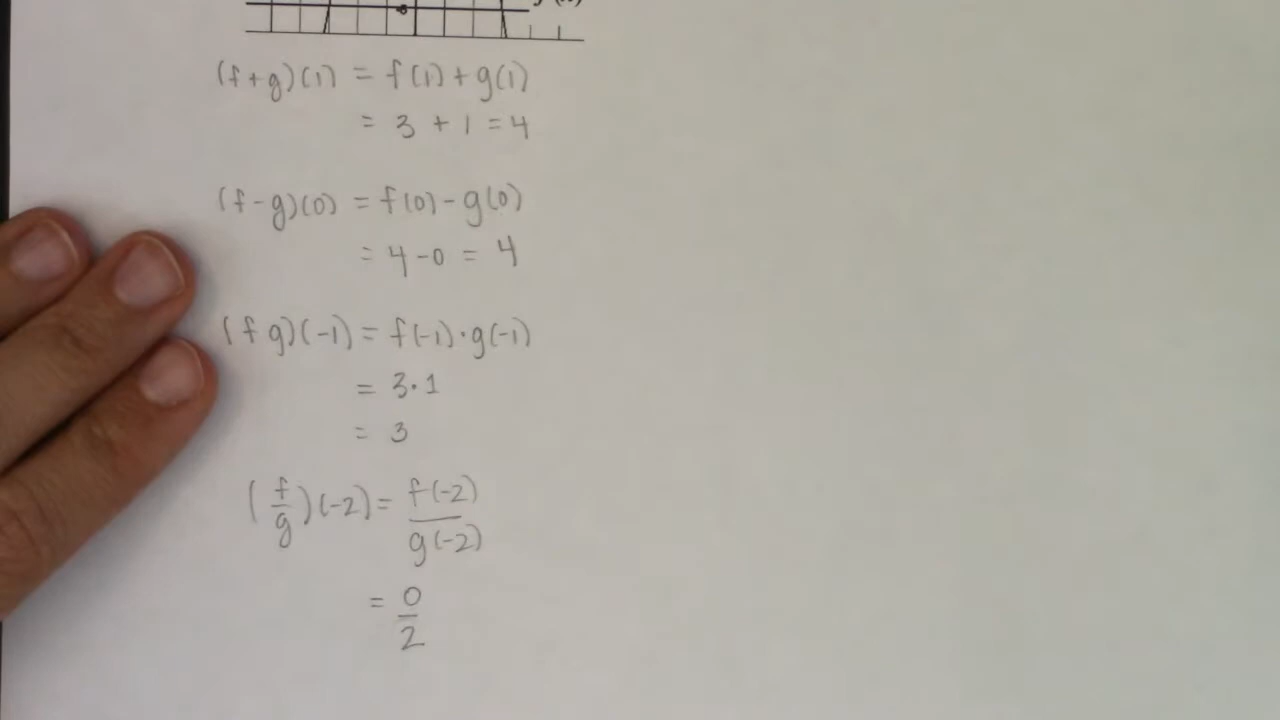 (f+g)(1) = f(1)+g(1)
= 3 + 1 = 4
(f-g)(0) = f(0)-g(0)
= 4-0 = 4
(fg)(-1) = f(-1)·g(-1)
= 3·1
= 3
(f/g)(-2) = f(-2)/g(-2)
= 0/2